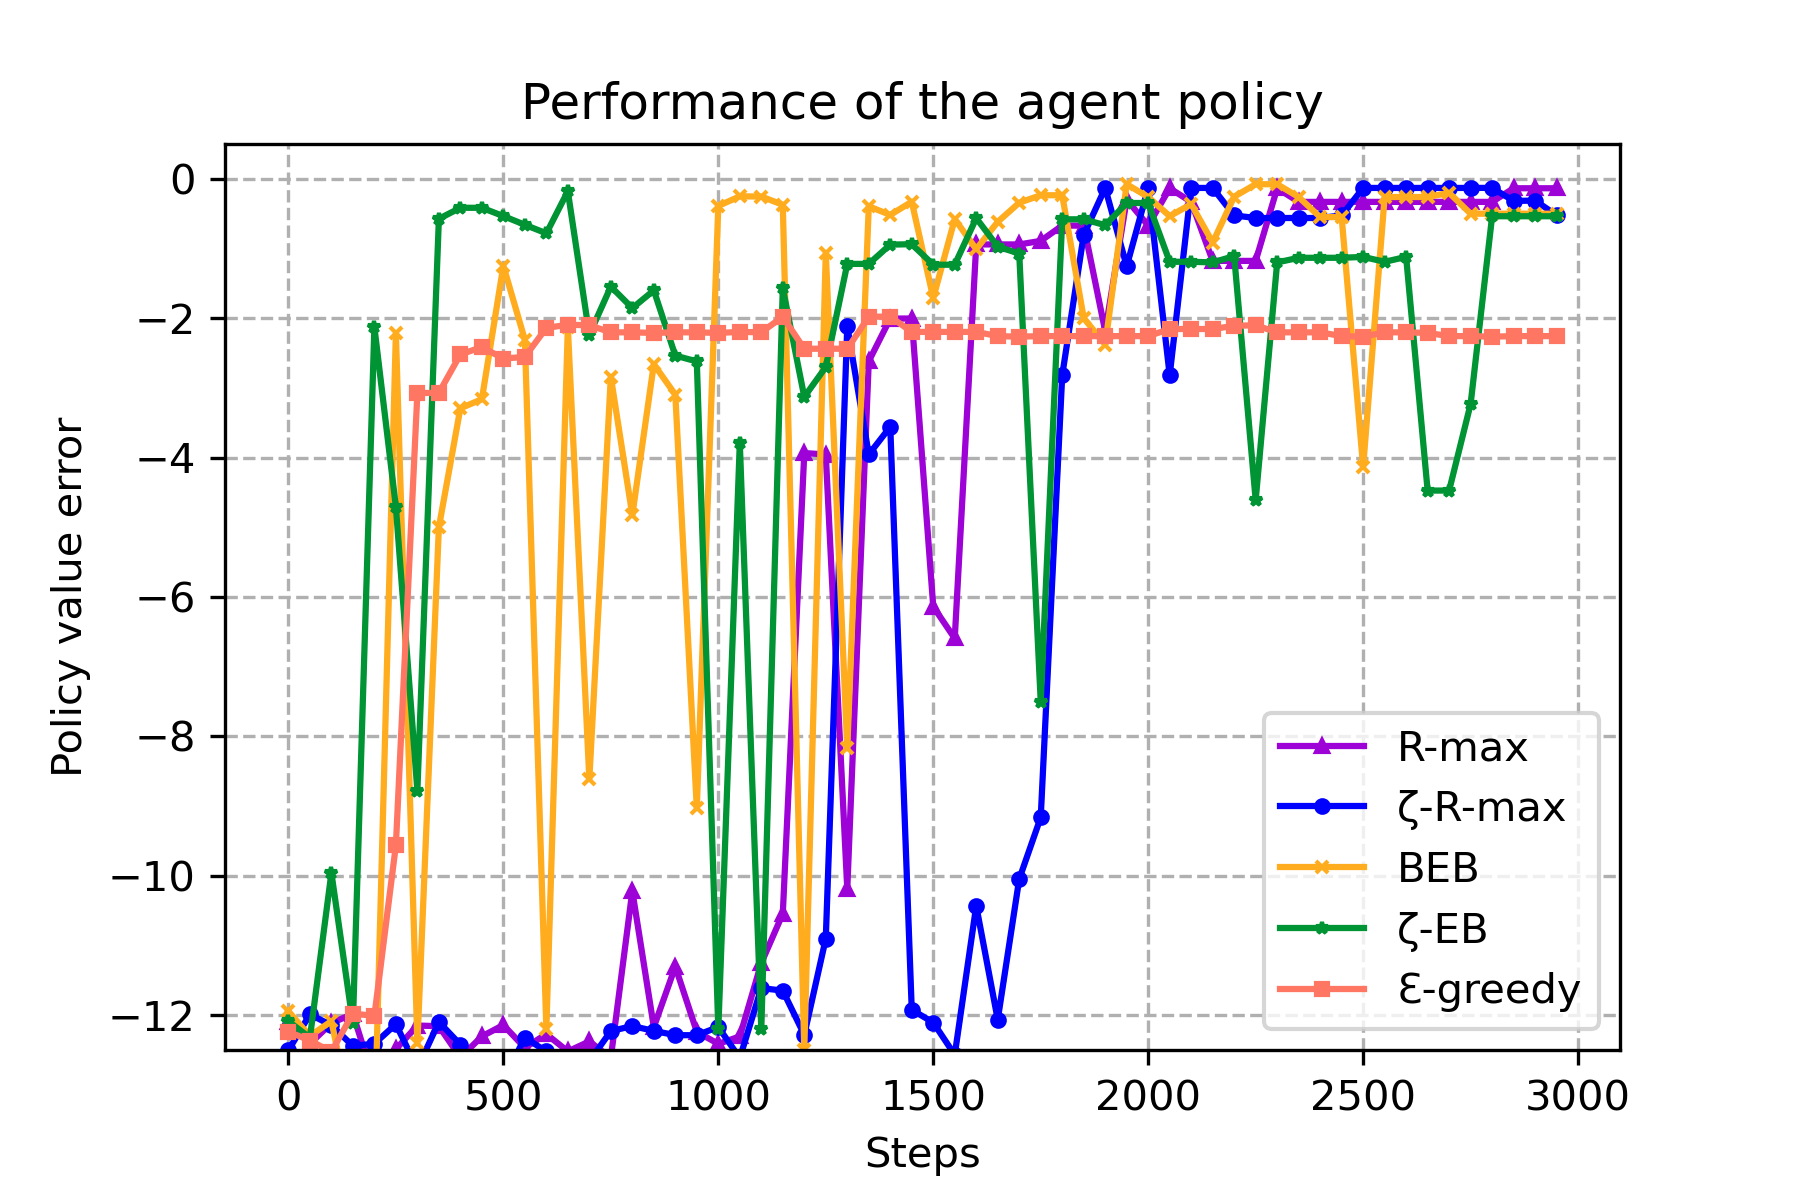 Performance of the agent policy
Policy value error
0
−2
−4
−6
−8
−10
−12
0 500 1000 1500 2000 2500 3000
Steps
R-max
ζ-R-max
BEB
ζ-EB
Ɛ-greedy